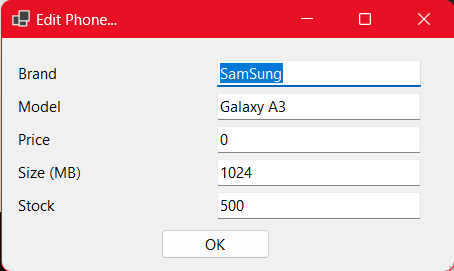 Edit Phone...
Brand SamSung
Model Galaxy A3
Price 0
Size (MB) 1024
Stock 500
OK